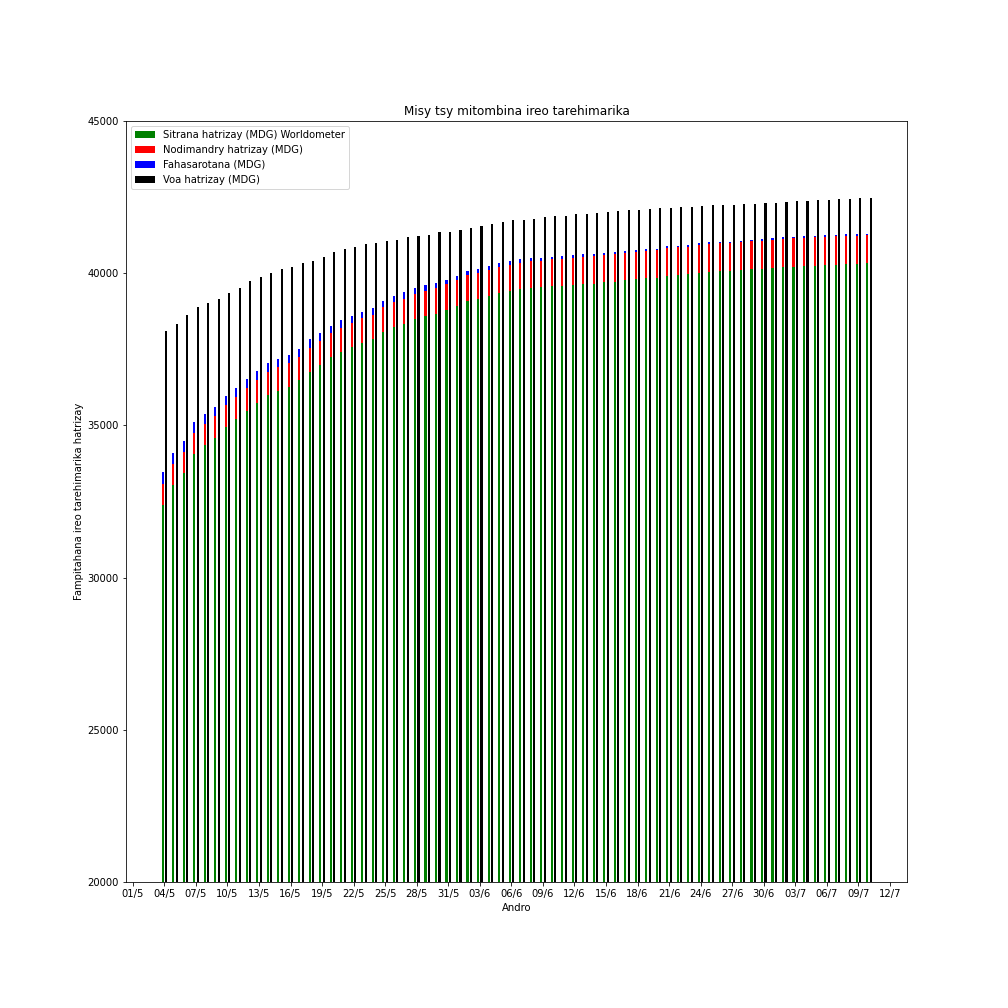 Misy tsy mitombina ireo tarehimarika
Sitrana hatrizay (MDG) Worldometer
Nodimandry hatrizay (MDG)
Fahasarotana (MDG)
Voa hatrizay (MDG)
Fampitahana ireo tarehimarika hatrizay
45000
40000
35000
30000
25000
20000
01/5 04/5 07/5 10/5 13/5 16/5 19/5 22/5 25/5 28/5 31/5 03/6 06/6 09/6 12/6 15/6 18/6 21/6 24/6 27/6 30/6 03/7 06/7 09/7 12/7
Andro